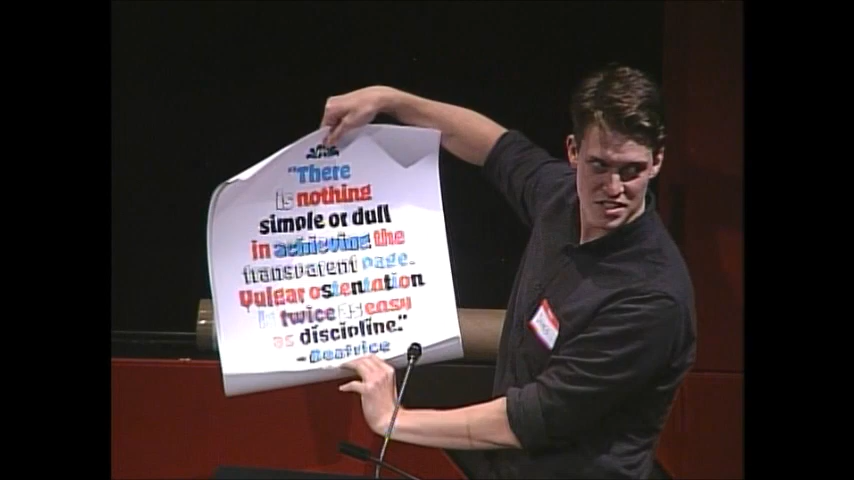 "There
is nothing
simple or dull
in achieving the
transparent page.
Vulgar ostentation
is twice as easy
as discipline."
- Beatrice